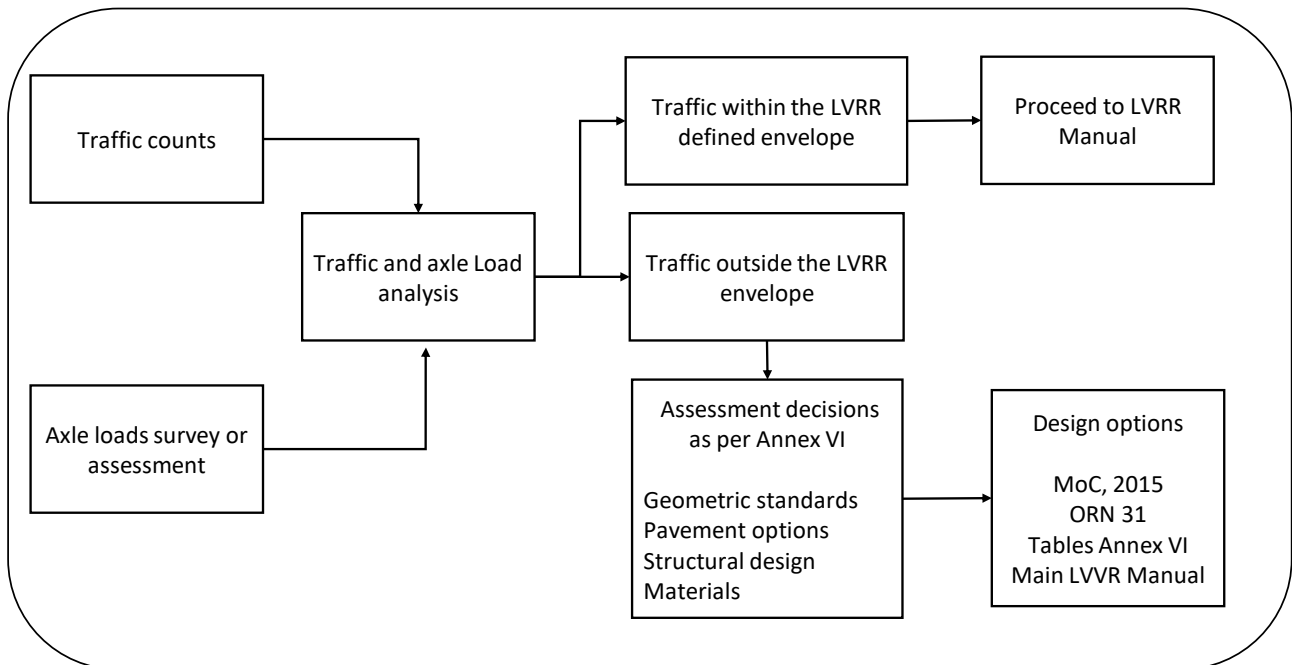 Traffic counts
Traffic within the LVRR
defined envelope
Proceed to LVRR
Manual
Traffic and axle Load
analysis
Traffic outside the LVRR
envelope
Axle loads survey or
assessment
Assessment decisions
as per Annex VI
Geometric standards
Pavement options
Structural design
Materials
Design options
MoC, 2015
ORN 31
Tables Annex VI
Main LVVR Manual